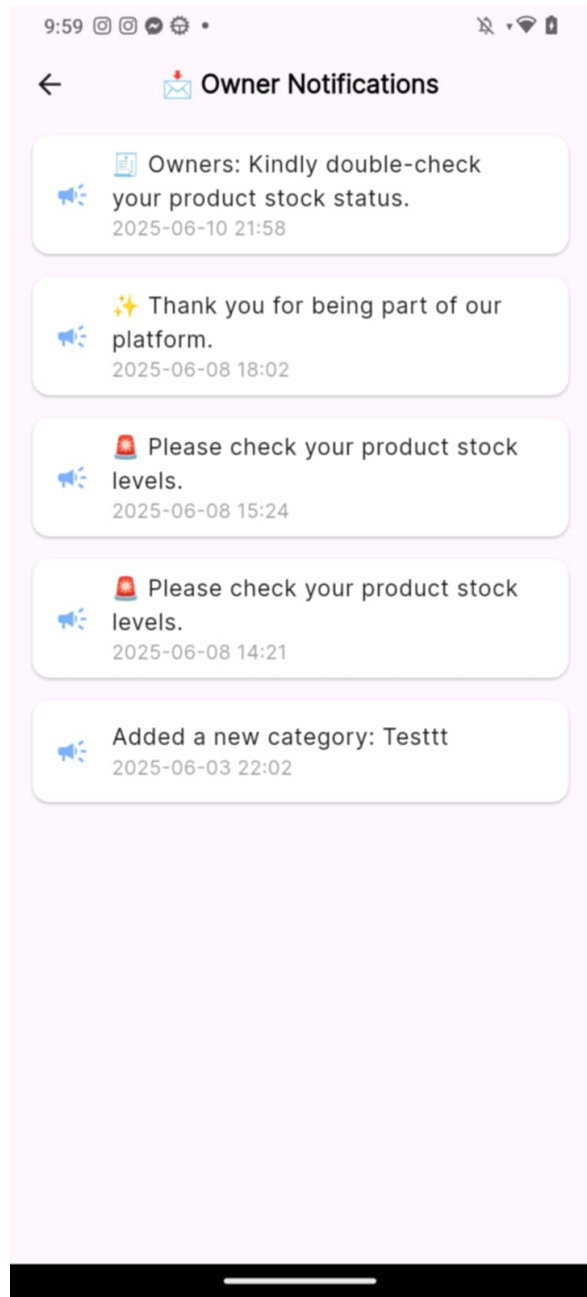 9:59
📩 Owner Notifications
🧾 Owners: Kindly double-check
your product stock status.
2025-06-10 21:58
✨ Thank you for being part of our
platform.
2025-06-08 18:02
🚨 Please check your product stock
levels.
2025-06-08 15:24
🚨 Please check your product stock
levels.
2025-06-08 14:21
Added a new category: Testtt
2025-06-03 22:02